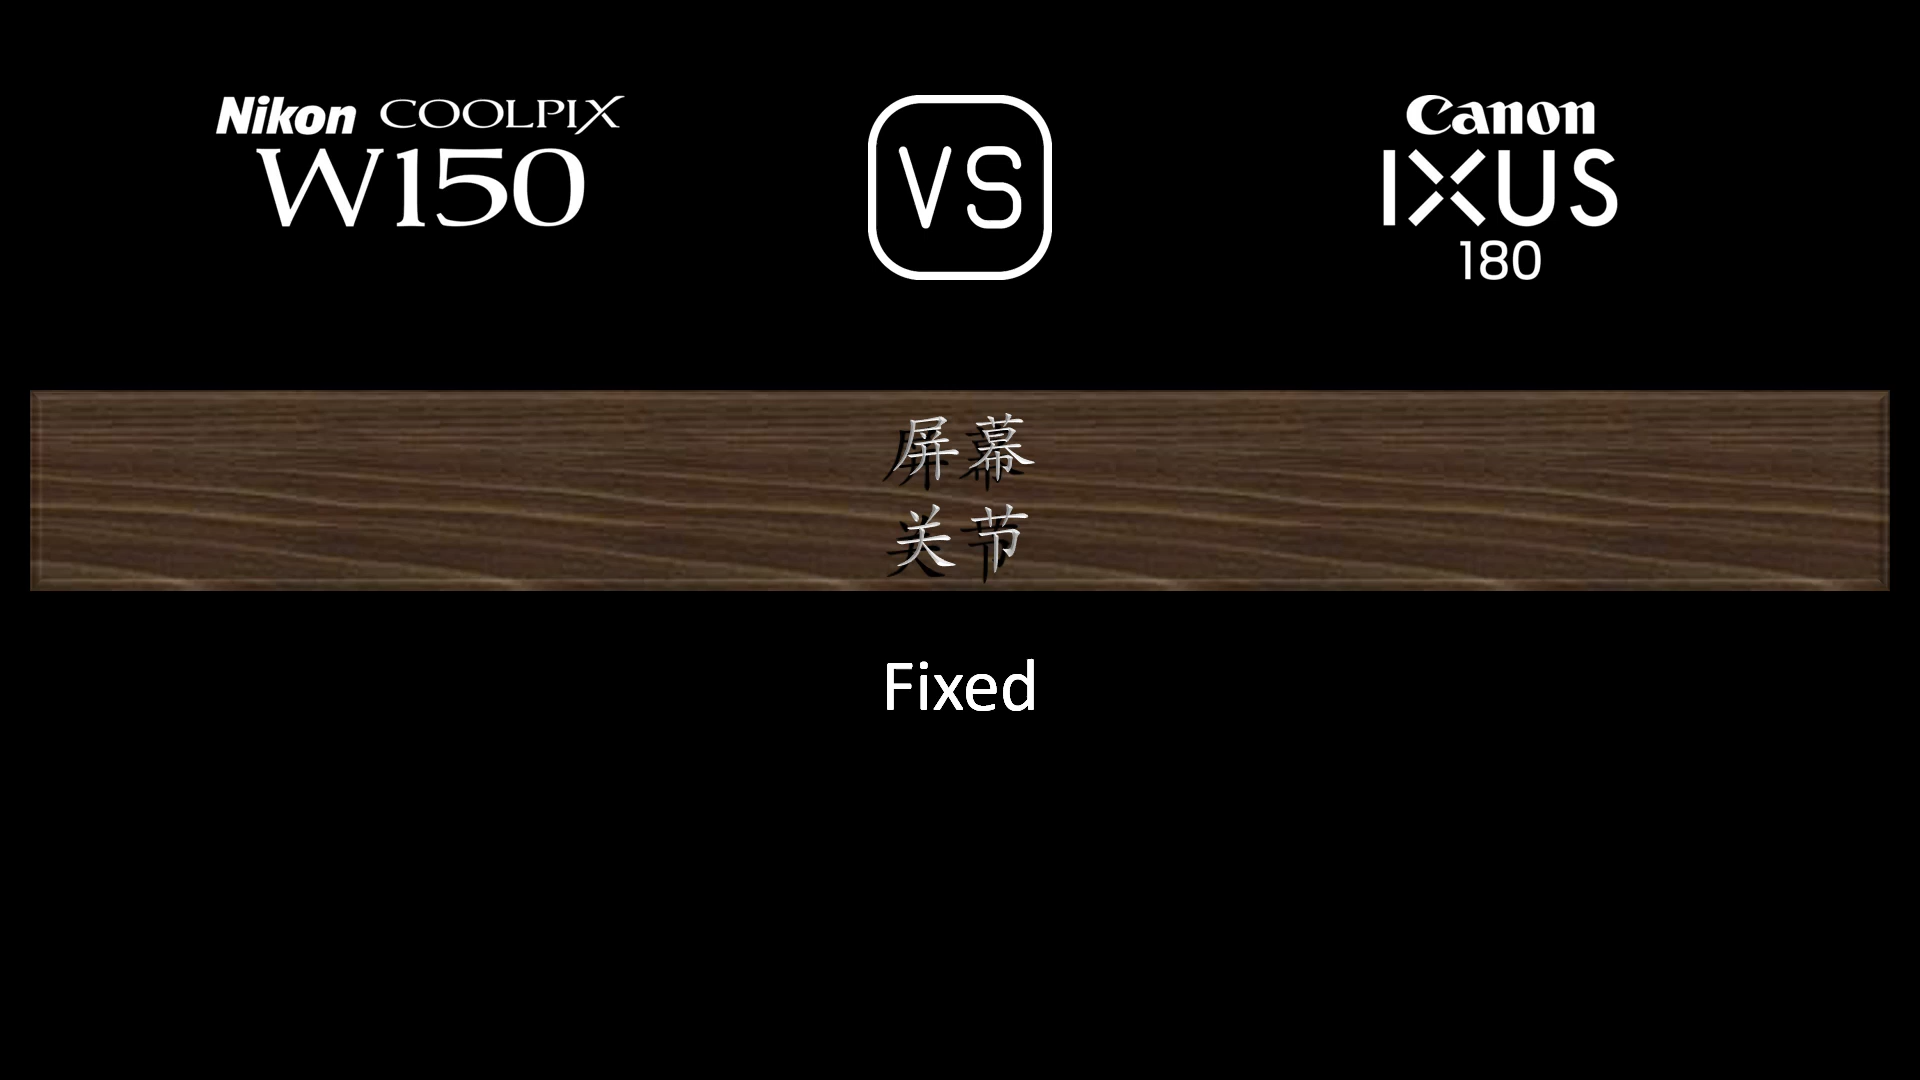 Nikon COOLPIX
W150
VS
Canon
IXUS
180
屏幕
关节
Fixed